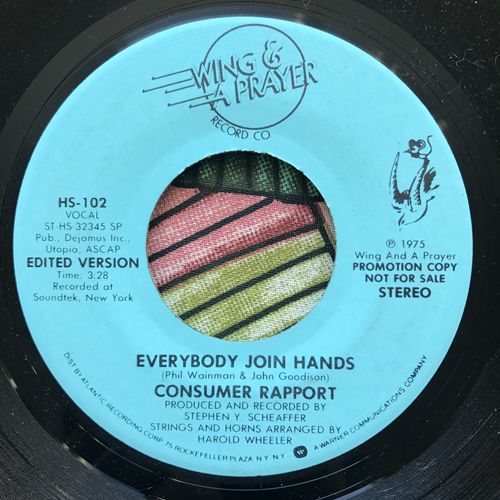 WING &
A PRAYER
RECORD CO.
HS-102
VOCAL
ST-HS-32345 SP
Pub., Dejamus Inc.,
Utopia, ASCAP
EDITED VERSION
Time: 3:28
Recorded at
Soundtek, New York
℗ 1975
Wing And A Prayer
PROMOTION COPY
NOT FOR SALE
STEREO
EVERYBODY JOIN HANDS
(Phil Wainman & John Goodison)
CONSUMER RAPPORT
PRODUCED AND RECORDED BY
STEPHEN Y. SCHEAFFER
STRINGS AND HORNS ARRANGED BY
HAROLD WHEELER
DIST. BY ATLANTIC RECORDING CORP. 75 ROCKEFELLER PLAZA N.Y. N.Y. A WARNER COMMUNICATIONS COMPANY